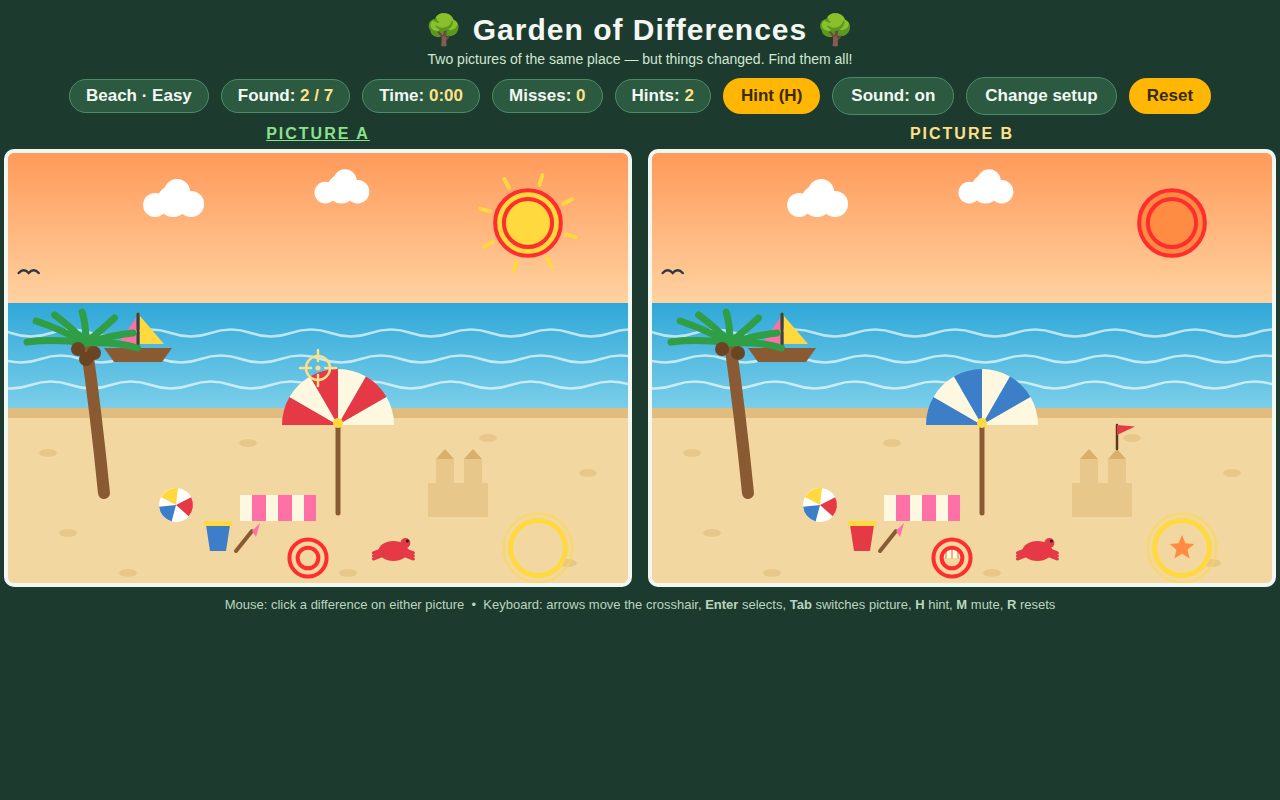 🌳 Garden of Differences 🌳
Two pictures of the same place — but things changed. Find them all!
Beach · Easy Found: 2 / 7 Time: 0:00 Misses: 0 Hints: 2 Hint (H) Sound: on Change setup Reset
PICTURE A PICTURE B
Mouse: click a difference on either picture • Keyboard: arrows move the crosshair, Enter selects, Tab switches picture, H hint, M mute, R resets